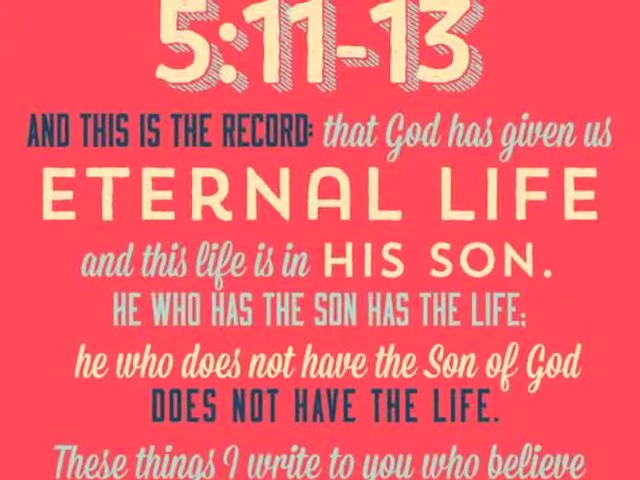 5:11-13
AND THIS IS THE RECORD: that God has given us
ETERNAL LIFE
and this life is in HIS SON.
HE WHO HAS THE SON HAS THE LIFE;
he who does not have the Son of God
DOES NOT HAVE THE LIFE.
These things I write to you who believe